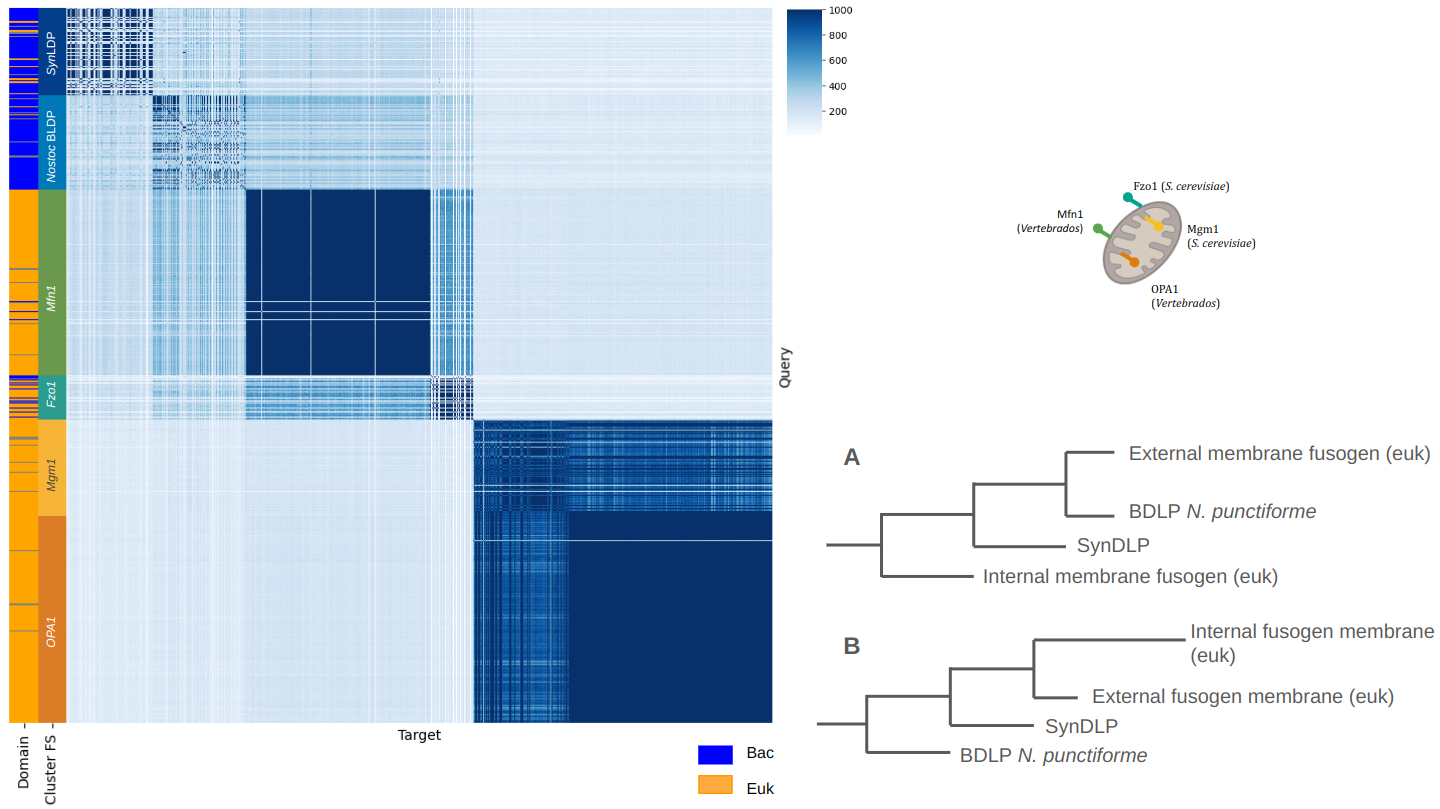 SynLDP
Nostoc BLDP
Mfn1
Fzo1
Mgm1
OPA1
Domain
Cluster FS
Target
Query
1000
800
600
400
200
Bac
Euk
Fzo1 (S. cerevisiae)
Mfn1
(Vertebrados)
Mgm1
(S. cerevisiae)
OPA1
(Vertebrados)
A
External membrane fusogen (euk)
BDLP N. punctiforme
SynDLP
Internal membrane fusogen (euk)
B
Internal fusogen membrane
(euk)
External fusogen membrane (euk)
SynDLP
BDLP N. punctiforme